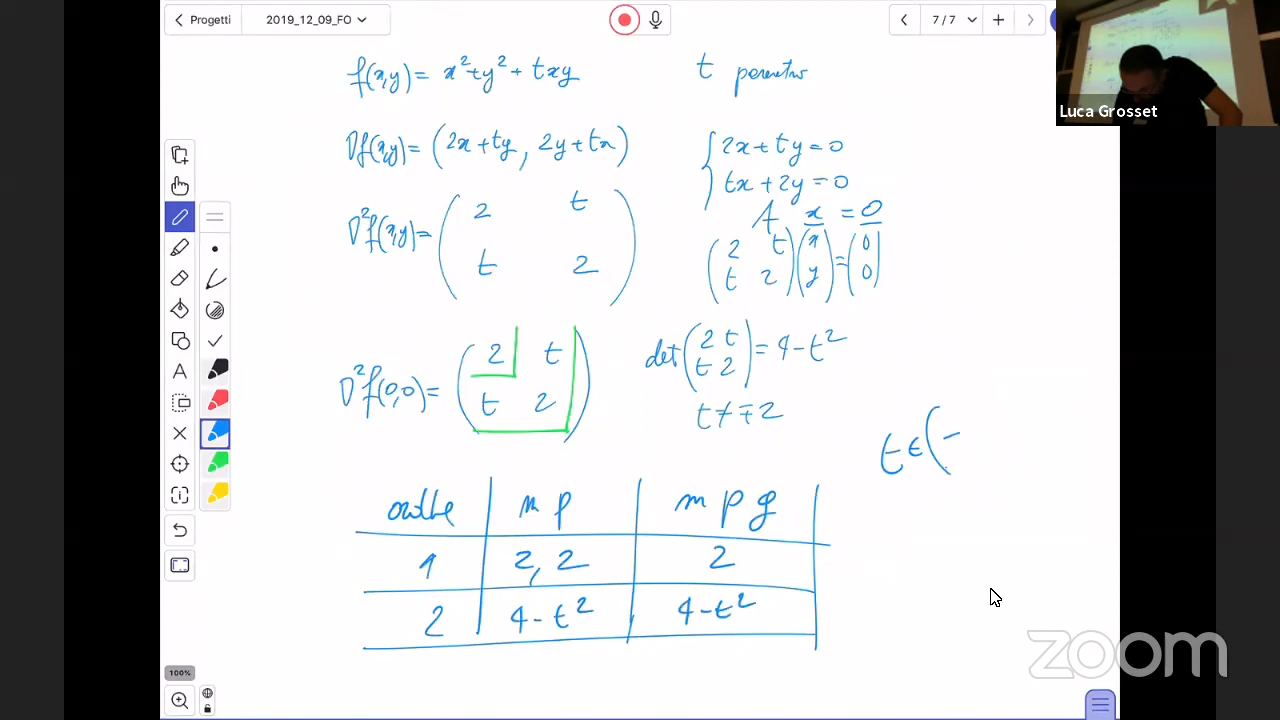 Progetti 2019_12_09_FO 7/7
Luca Grosset
f(x,y)= x²+y²+txy t parametro
∇f(x,y)= (2x+ty, 2y+tx) { 2x+ty=0
tx+2y=0
A x = 0
D²f(x,y)= (2 t
t 2)
(2 t
t 2) (x
y) = (0
0)
D²f(0,0)= (2 t
t 2)
det (2 t
t 2) = 4-t²
t≠∓2
t∈(-
ordine m p m p g
1 2, 2 2
2 4-t² 4-t²
100%
zoom